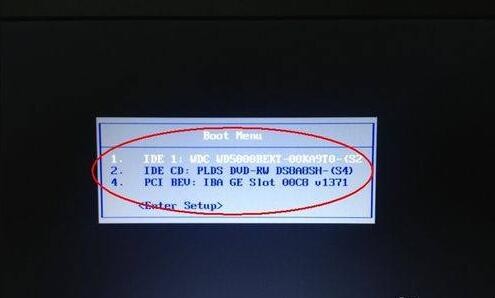 Boot Menu
1. IDE 1: WDC WD5000BEKT-00KA9T0-(S2
2. IDE CD: PLDS DVD-RW DS8A8SH-(S4)
4. PCI BEV: IBA GE Slot 00C8 v1371
<Enter Setup>